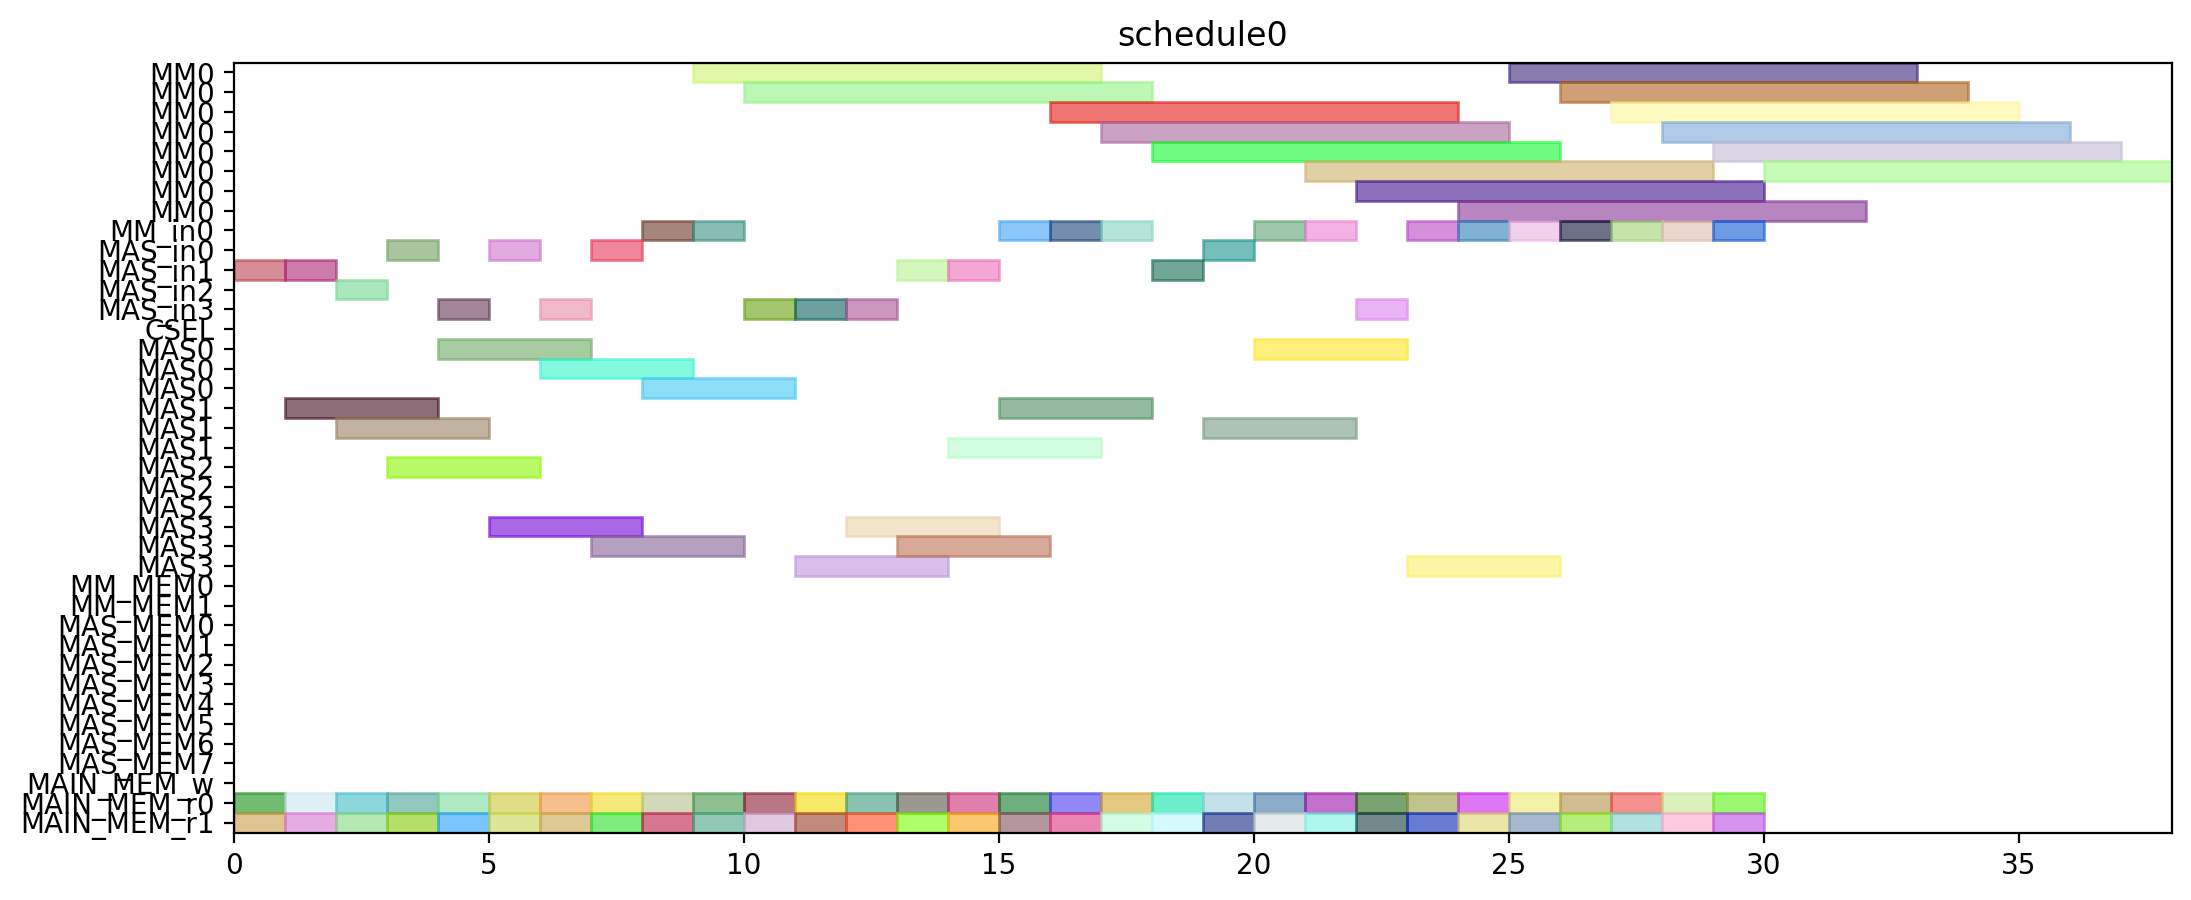 schedule0
MM0
MM0
MM0
MM0
MM0
MM0
MM0
MM0
MM_in0
MAS_in0
MAS_in1
MAS_in2
MAS_in3
CSEL
MAS0
MAS0
MAS0
MAS1
MAS1
MAS1
MAS2
MAS2
MAS2
MAS3
MAS3
MAS3
MM_MEM0
MM_MEM1
MAS_MEM0
MAS_MEM1
MAS_MEM2
MAS_MEM3
MAS_MEM4
MAS_MEM5
MAS_MEM6
MAS_MEM7
MAIN_MEM_w
MAIN_MEM_r0
MAIN_MEM_r1
0 5 10 15 20 25 30 35